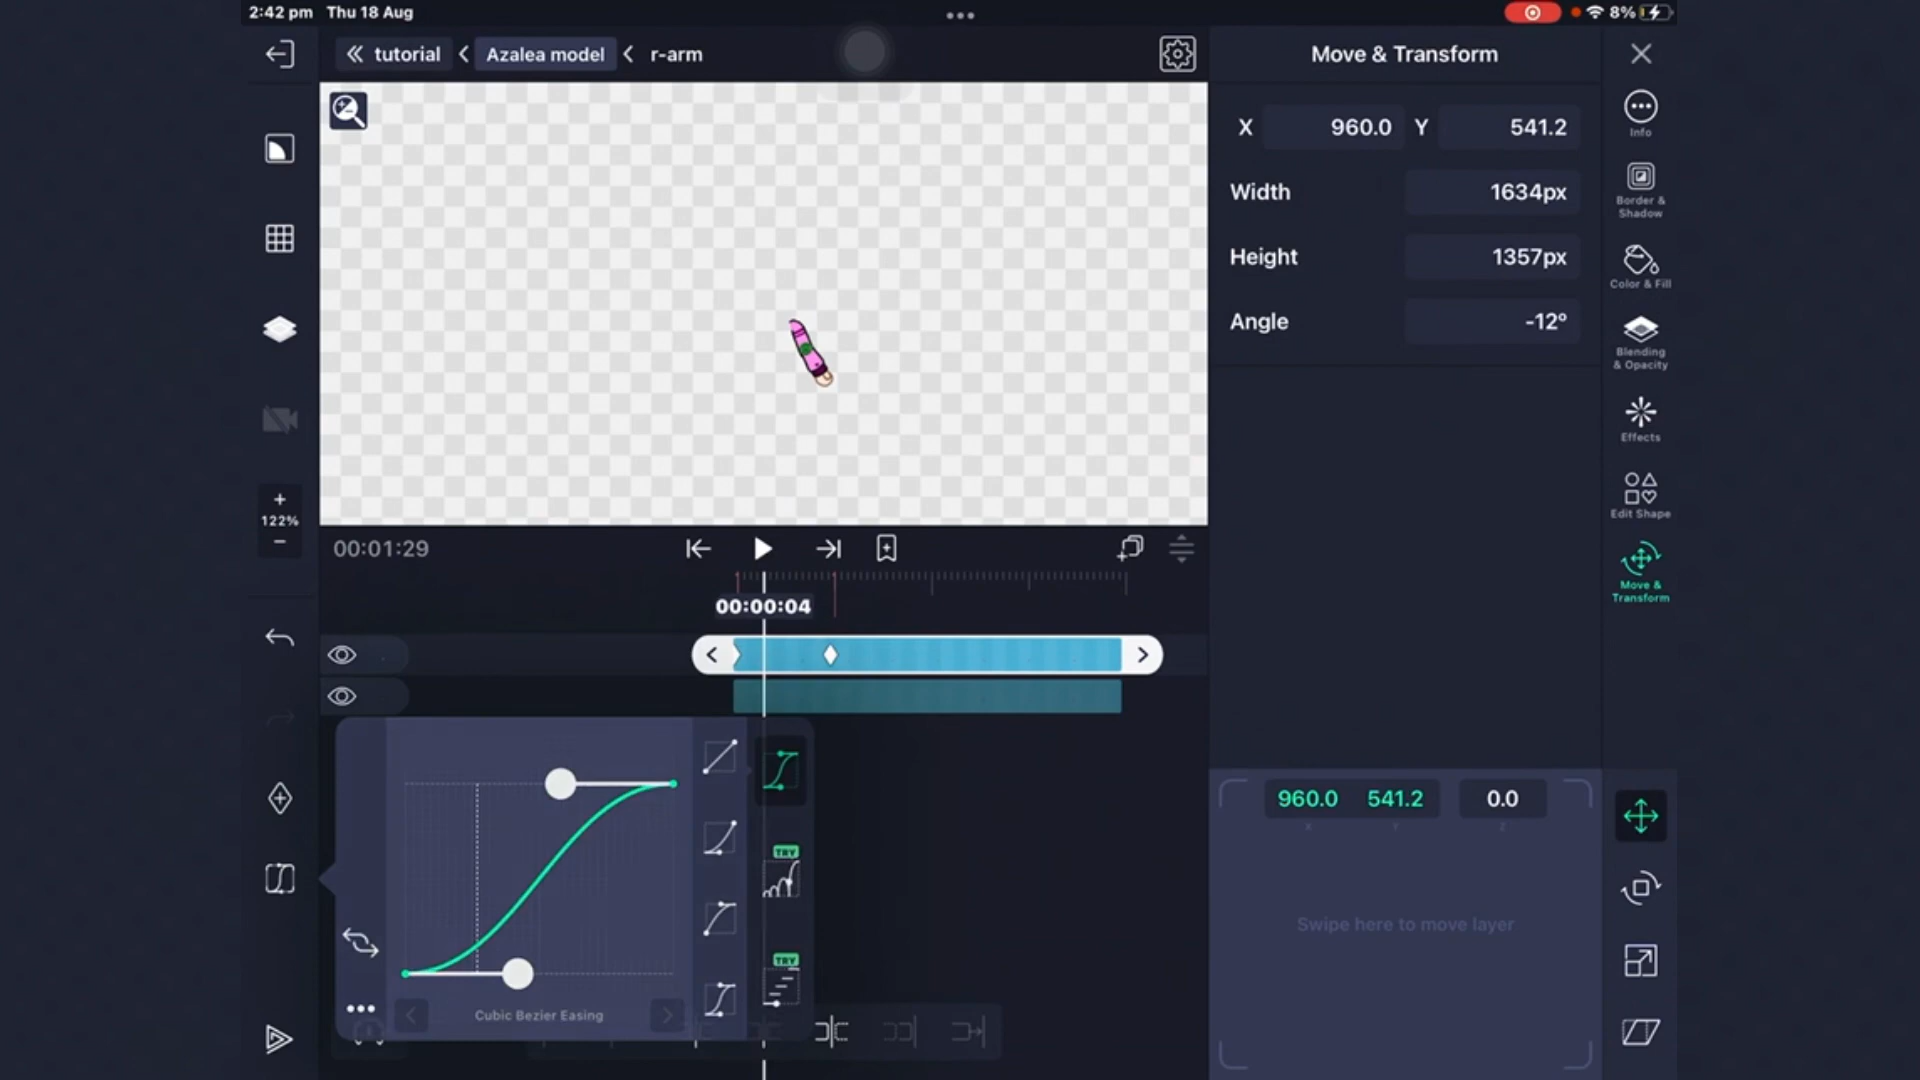 2:42 pm Thu 18 Aug
8%
tutorial Azalea model r-arm
Move & Transform
X 960.0 Y 541.2
Width 1634px
Height 1357px
Angle -12°
Info
Border &
Shadow
Color & Fill
Blending
& Opacity
Effects
Edit Shape
Move &
Transform
+
122%
−
00:01:29
00:00:04
TRY
TRY
Cubic Bezier Easing
960.0 541.2 0.0
X Y Z
Swipe here to move layer